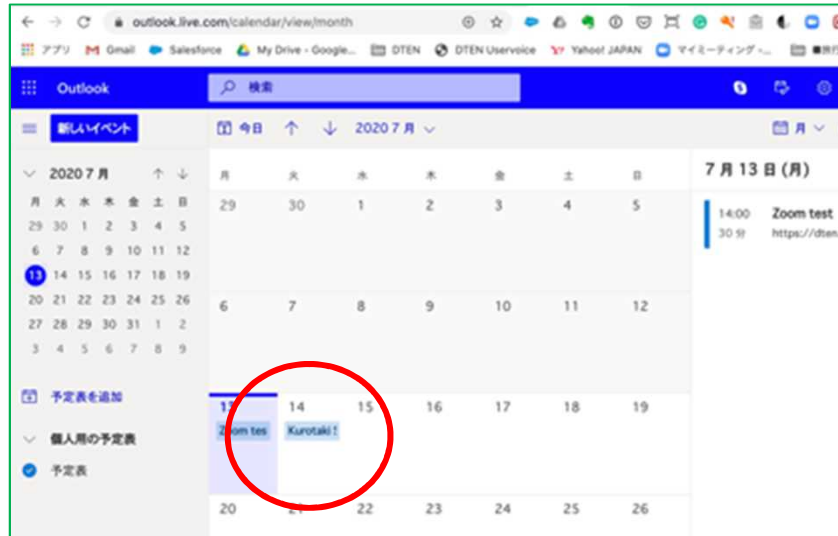 outlook.live.com/calendar/view/month
アプリ M Gmail Salesforce My Drive - Google... DTEN DTEN Uservoice Y! Yahoo! JAPAN マイミーティング -...
Outlook 検索
新しいイベント 今日 2020 7 月 月
2020 7 月
月 火 水 木 金 土 日
29 30 1 2 3 4 5
6 7 8 9 10 11 12
13 14 15 16 17 18 19
20 21 22 23 24 25 26
27 28 29 30 31 1 2
3 4 5 6 7 8 9
予定表を追加
個人用の予定表
予定表
月 火 水 木 金 土 日
29 30 1 2 3 4 5
6 7 8 9 10 11 12
13 14 15 16 17 18 19
Zoom tes Kurotaki
20 21 22 23 24 25 26
7 月 13 日 (月)
14:00 Zoom test
30 分 https://dten